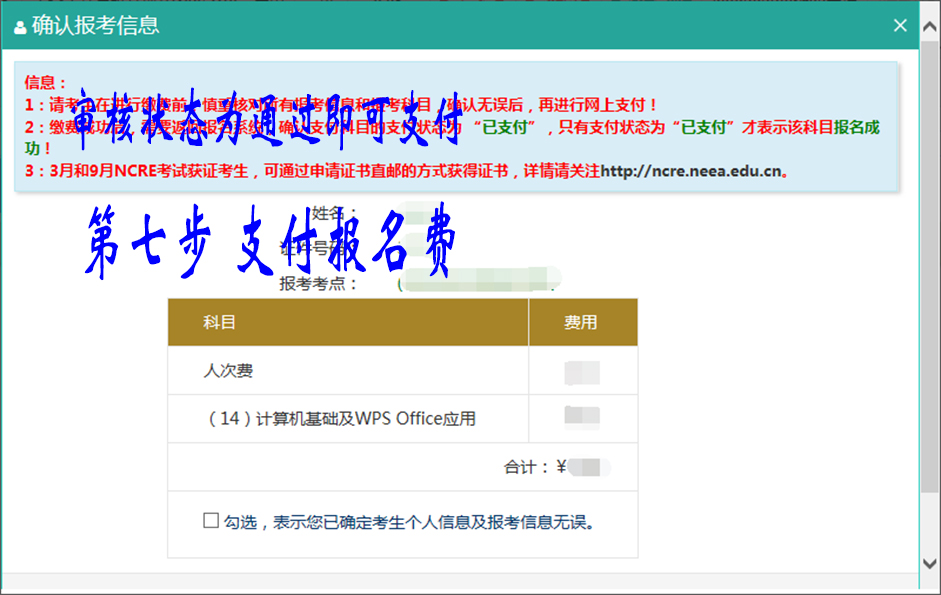 确认报考信息
信息：
审核状态为通过即可支付
1：请考生在进行缴费前，慎重核对所有报考信息和报考科目，确认无误后，再进行网上支付！
2：缴费成功后，需要返回报名系统，确认支付科目的支付状态为“已支付”，只有支付状态为“已支付”才表示该科目报名成
功！
3：3月和9月NCRE考试获证考生，可通过申请证书直邮的方式获得证书，详情请关注http://ncre.neea.edu.cn。
姓名：
第七步 支付报名费
证件号码
报考考点：
科目 费用
人次费
（14）计算机基础及WPS Office应用
合计：¥
勾选，表示您已确定考生个人信息及报考信息无误。